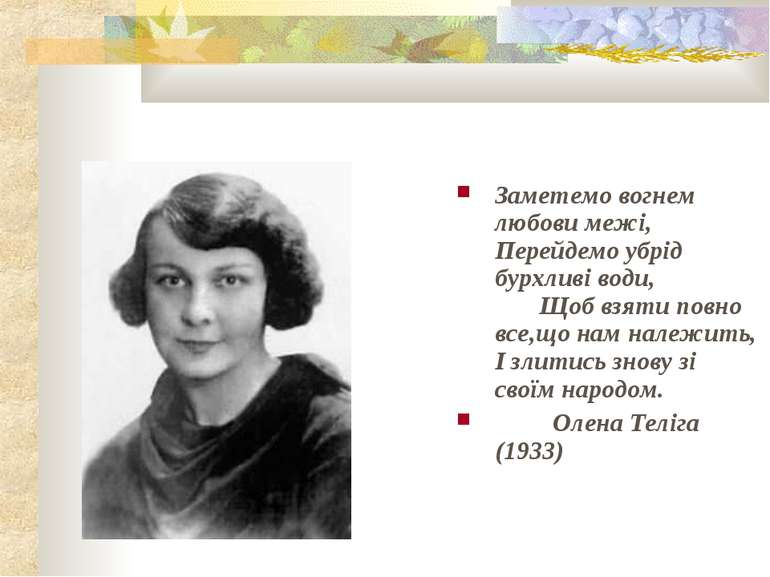 Заметемо вогнем
любови межі,
Перейдемо убрід
бурхливі води,
Щоб взяти повно
все,що нам належить,
І злитись знову зі
своїм народом.
Олена Теліга
(1933)